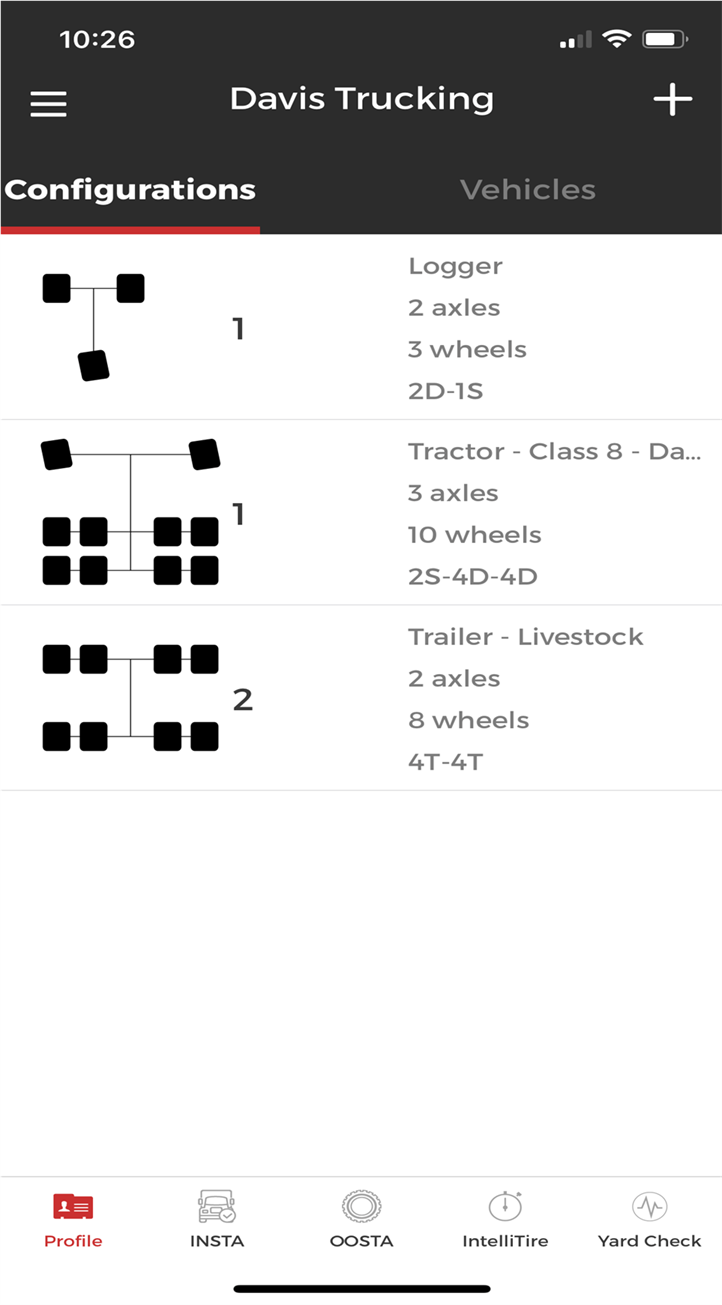 10:26
Davis Trucking
Configurations
Vehicles
1
Logger
2 axles
3 wheels
2D-1S
1
Tractor - Class 8 - Da...
3 axles
10 wheels
2S-4D-4D
2
Trailer - Livestock
2 axles
8 wheels
4T-4T
Profile
INSTA
OOSTA
IntelliTire
Yard Check